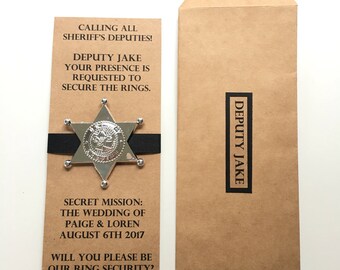 CALLING ALL
SHERIFF'S DEPUTIES!
DEPUTY JAKE
YOUR PRESENCE IS
REQUESTED TO
SECURE THE RINGS.
SECRET MISSION:
THE WEDDING OF
PAIGE & LOREN
AUGUST 6TH 2017
WILL YOU PLEASE BE
OUR RING SECURITY?
DEPUTY JAKE